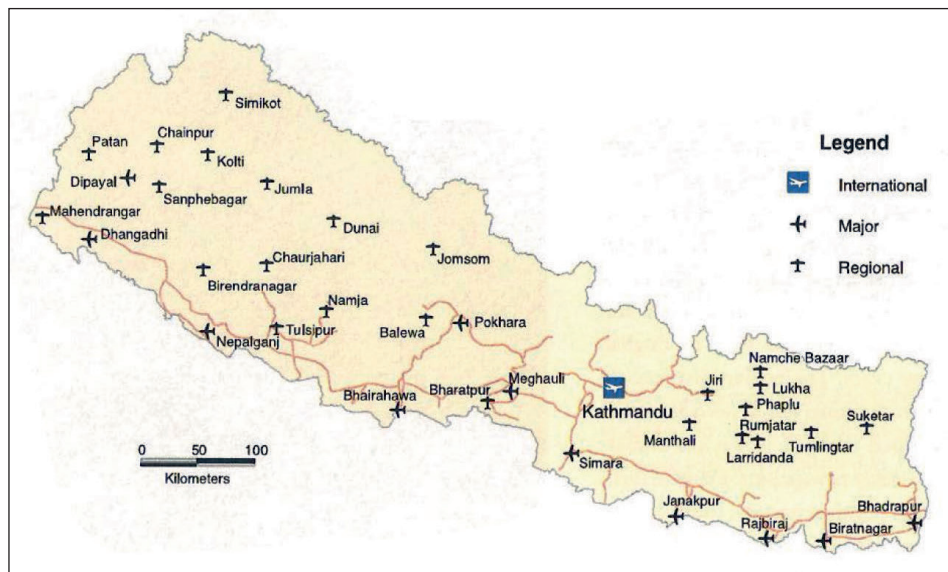 Simikot
Patan
Chainpur
Kolti
Dipayal
Sanphebagar
Jumla
Mahendrangar
Dhangadhi
Dunai
Jomsom
Chaurjahari
Birendranagar
Namja
Tulsipur
Nepalganj
Balewa
Pokhara
Bhairahawa
Bharatpur
Meghauli
Kathmandu
Jiri
Namche Bazaar
Lukha
Phaplu
Rumjatar
Larridanda
Manthali
Tumlingtar
Suketar
Simara
Janakpur
Rajbiraj
Biratnagar
Bhadrapur
Legend
International
Major
Regional
0 50 100
Kilometers